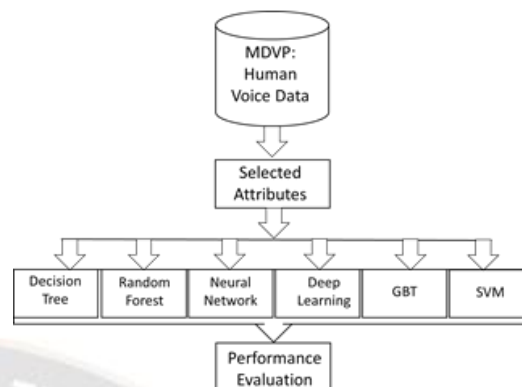 MDVP:
Human
Voice Data
Selected
Attributes
Decision
Tree
Random
Forest
Neural
Network
Deep
Learning
GBT
SVM
Performance
Evaluation